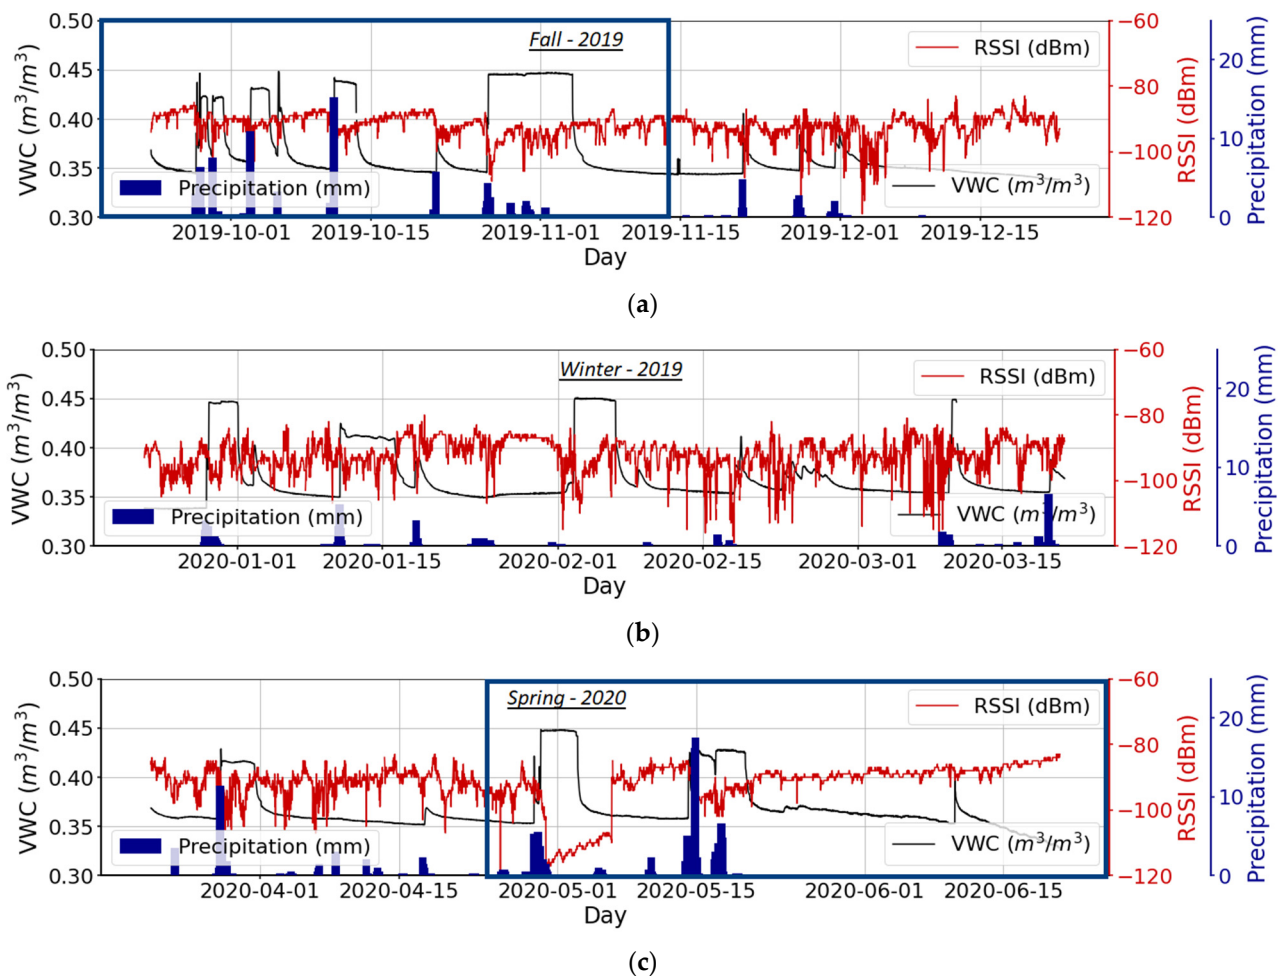 0.50
0.45
0.40
0.35
0.30
VWC (m³/m³)
Fall - 2019
RSSI (dBm)
Precipitation (mm)
VWC (m³/m³)
−60
−80
−100
−120
RSSI (dBm)
20
10
0
Precipitation (mm)
2019-10-01 2019-10-15 2019-11-01 2019-11-15 2019-12-01 2019-12-15
Day
(a)
0.50
0.45
0.40
0.35
0.30
VWC (m³/m³)
Winter - 2019
RSSI (dBm)
Precipitation (mm)
VWC (m³/m³)
−60
−80
−100
−120
RSSI (dBm)
20
10
0
Precipitation (mm)
2020-01-01 2020-01-15 2020-02-01 2020-02-15 2020-03-01 2020-03-15
Day
(b)
0.50
0.45
0.40
0.35
0.30
VWC (m³/m³)
Spring - 2020
RSSI (dBm)
Precipitation (mm)
VWC (m³/m³)
−60
−80
−100
−120
RSSI (dBm)
20
10
0
Precipitation (mm)
2020-04-01 2020-04-15 2020-05-01 2020-05-15 2020-06-01 2020-06-15
Day
(c)